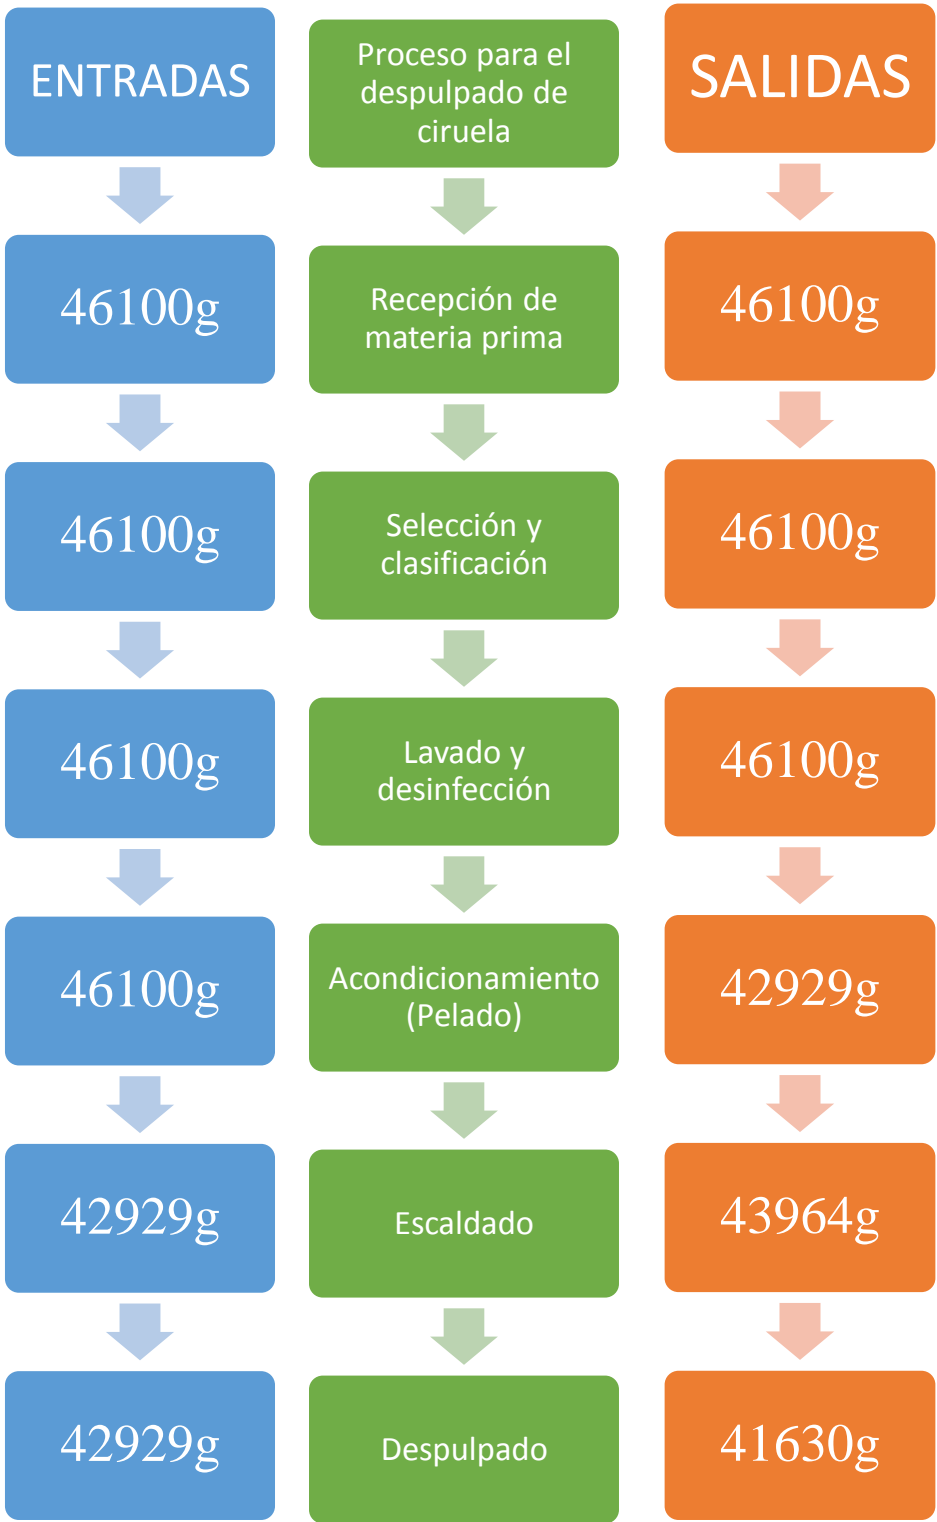 ENTRADAS
Proceso para el
despulpado de
ciruela
SALIDAS
46100g
Recepción de
materia prima
46100g
46100g
Selección y
clasificación
46100g
46100g
Lavado y
desinfección
46100g
46100g
Acondicionamiento
(Pelado)
42929g
42929g
Escaldado
43964g
42929g
Despulpado
41630g